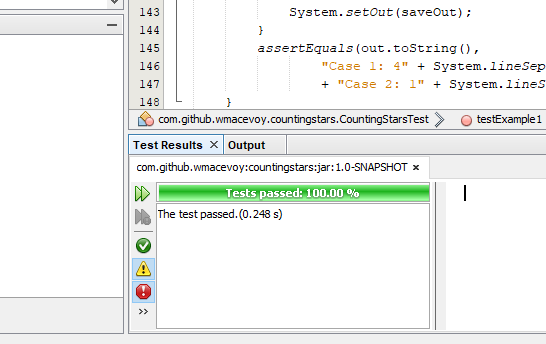 143 System.setOut(saveOut);
144 }
145 assertEquals(out.toString(),
146 "Case 1: 4" + System.lineSep
147 + "Case 2: 1" + System.lineS
148 }
com.github.wmacevoy.countingstars.CountingStarsTest testExample1
Test Results × Output
com.github.wmacevoy:countingstars:jar:1.0-SNAPSHOT ×
Tests passed: 100.00 %
The test passed.(0.248 s)
>>